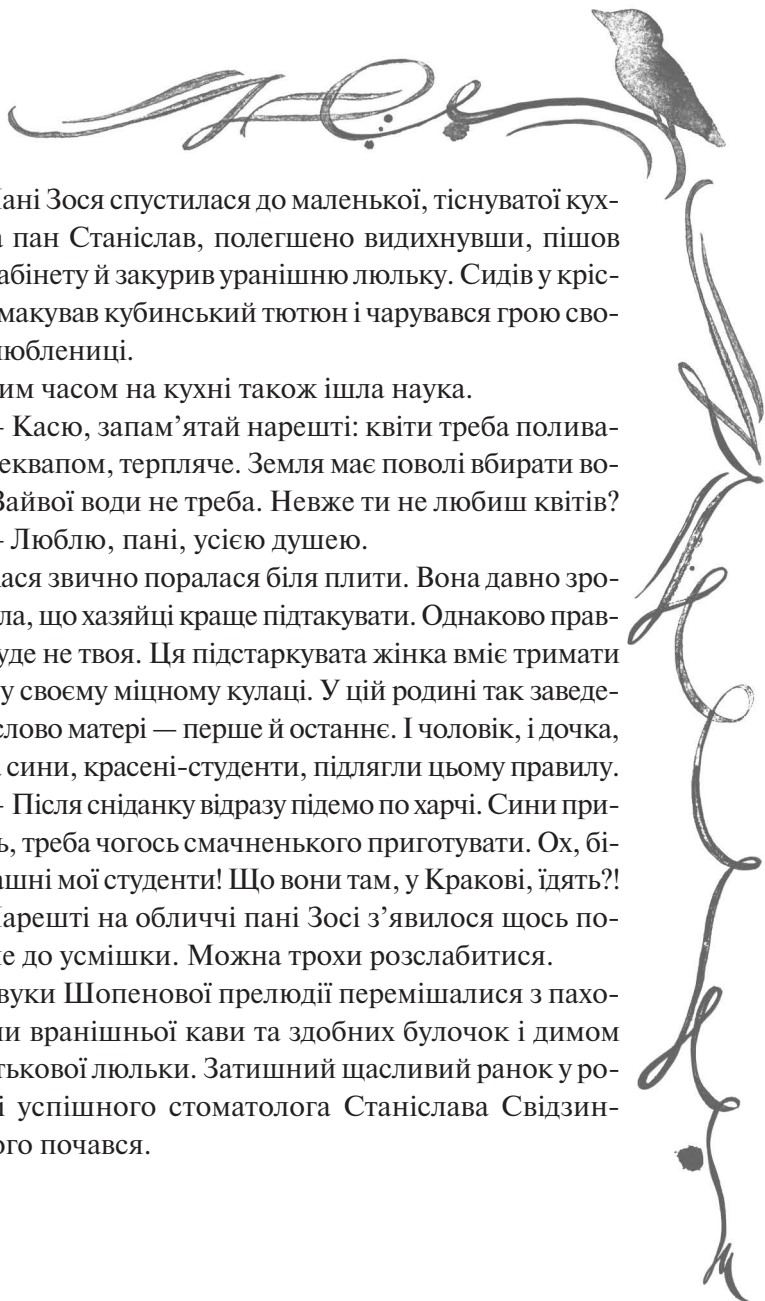 Пані Зося спустилася до маленької, тіснуватої кух-
а пан Станіслав, полегшено видихнувши, пішов
абінету й закурив уранішню люльку. Сидів у кріс-
макував кубинський тютюн і чарувався грою сво-
люблениці.
им часом на кухні також ішла наука.
— Касю, запам’ятай нарешті: квіти треба полива-
еквапом, терпляче. Земля має поволі вбирати во-
Зайвої води не треба. Невже ти не любиш квітів?
— Люблю, пані, усією душею.
Кася звично поралася біля плити. Вона давно зро-
ла, що хазяйці краще підтакувати. Однаково прав-
уде не твоя. Ця підстаркувата жінка вміє тримати
у своєму міцному кулаці. У цій родині так заведе-
слово матері — перше й останнє. І чоловік, і дочка,
а сини, красені-студенти, підлягли цьому правилу.
— Після сніданку відразу підемо по харчі. Сини при-
ь, треба чогось смачненького приготувати. Ох, бі-
ашні мої студенти! Що вони там, у Кракові, їдять?!
Нарешті на обличчі пані Зосі з’явилося щось по-
не до усмішки. Можна трохи розслабитися.
вуки Шопенової прелюдії перемішалися з пахо-
и вранішньої кави та здобних булочок і димом
тькової люльки. Затишний щасливий ранок у ро-
і успішного стоматолога Станіслава Свідзин-
ого почався.